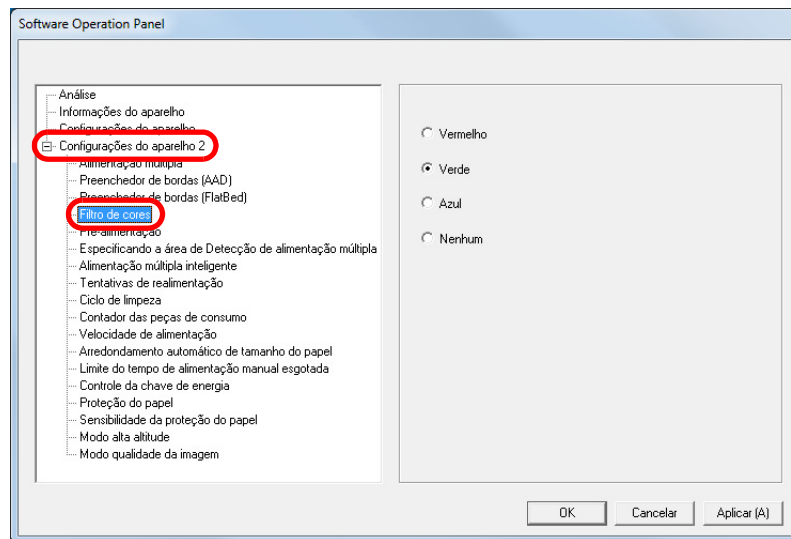 Software Operation Panel
Análise
Informações do aparelho
Configurações do aparelho
Configurações do aparelho 2
Alimentação múltipla
Preenchedor de bordas (AAD)
Preenchedor de bordas (FlatBed)
Filtro de cores
Pré-alimentação
Especificando a área de Detecção de alimentação múltipla
Alimentação múltipla inteligente
Tentativas de realimentação
Ciclo de limpeza
Contador das peças de consumo
Velocidade de alimentação
Arredondamento automático de tamanho do papel
Limite do tempo de alimentação manual esgotada
Controle da chave de energia
Proteção do papel
Sensibilidade da proteção do papel
Modo alta altitude
Modo qualidade da imagem
Vermelho
Verde
Azul
Nenhum
OK Cancelar Aplicar (A)